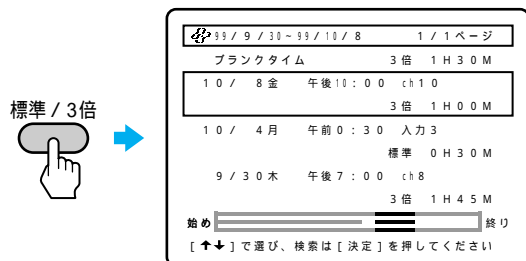 標準/3倍
99/9/30~99/10/8 1/1ページ
ブランクタイム 3倍 1H30M
10/ 8金 午後10:00 ch10
3倍 1H00M
10/ 4月 午前0:30 入力3
標準 0H30M
9/30木 午後7:00 ch8
3倍 1H45M
始め 終り
[↑↓]で選び、検索は[決定]を押してください